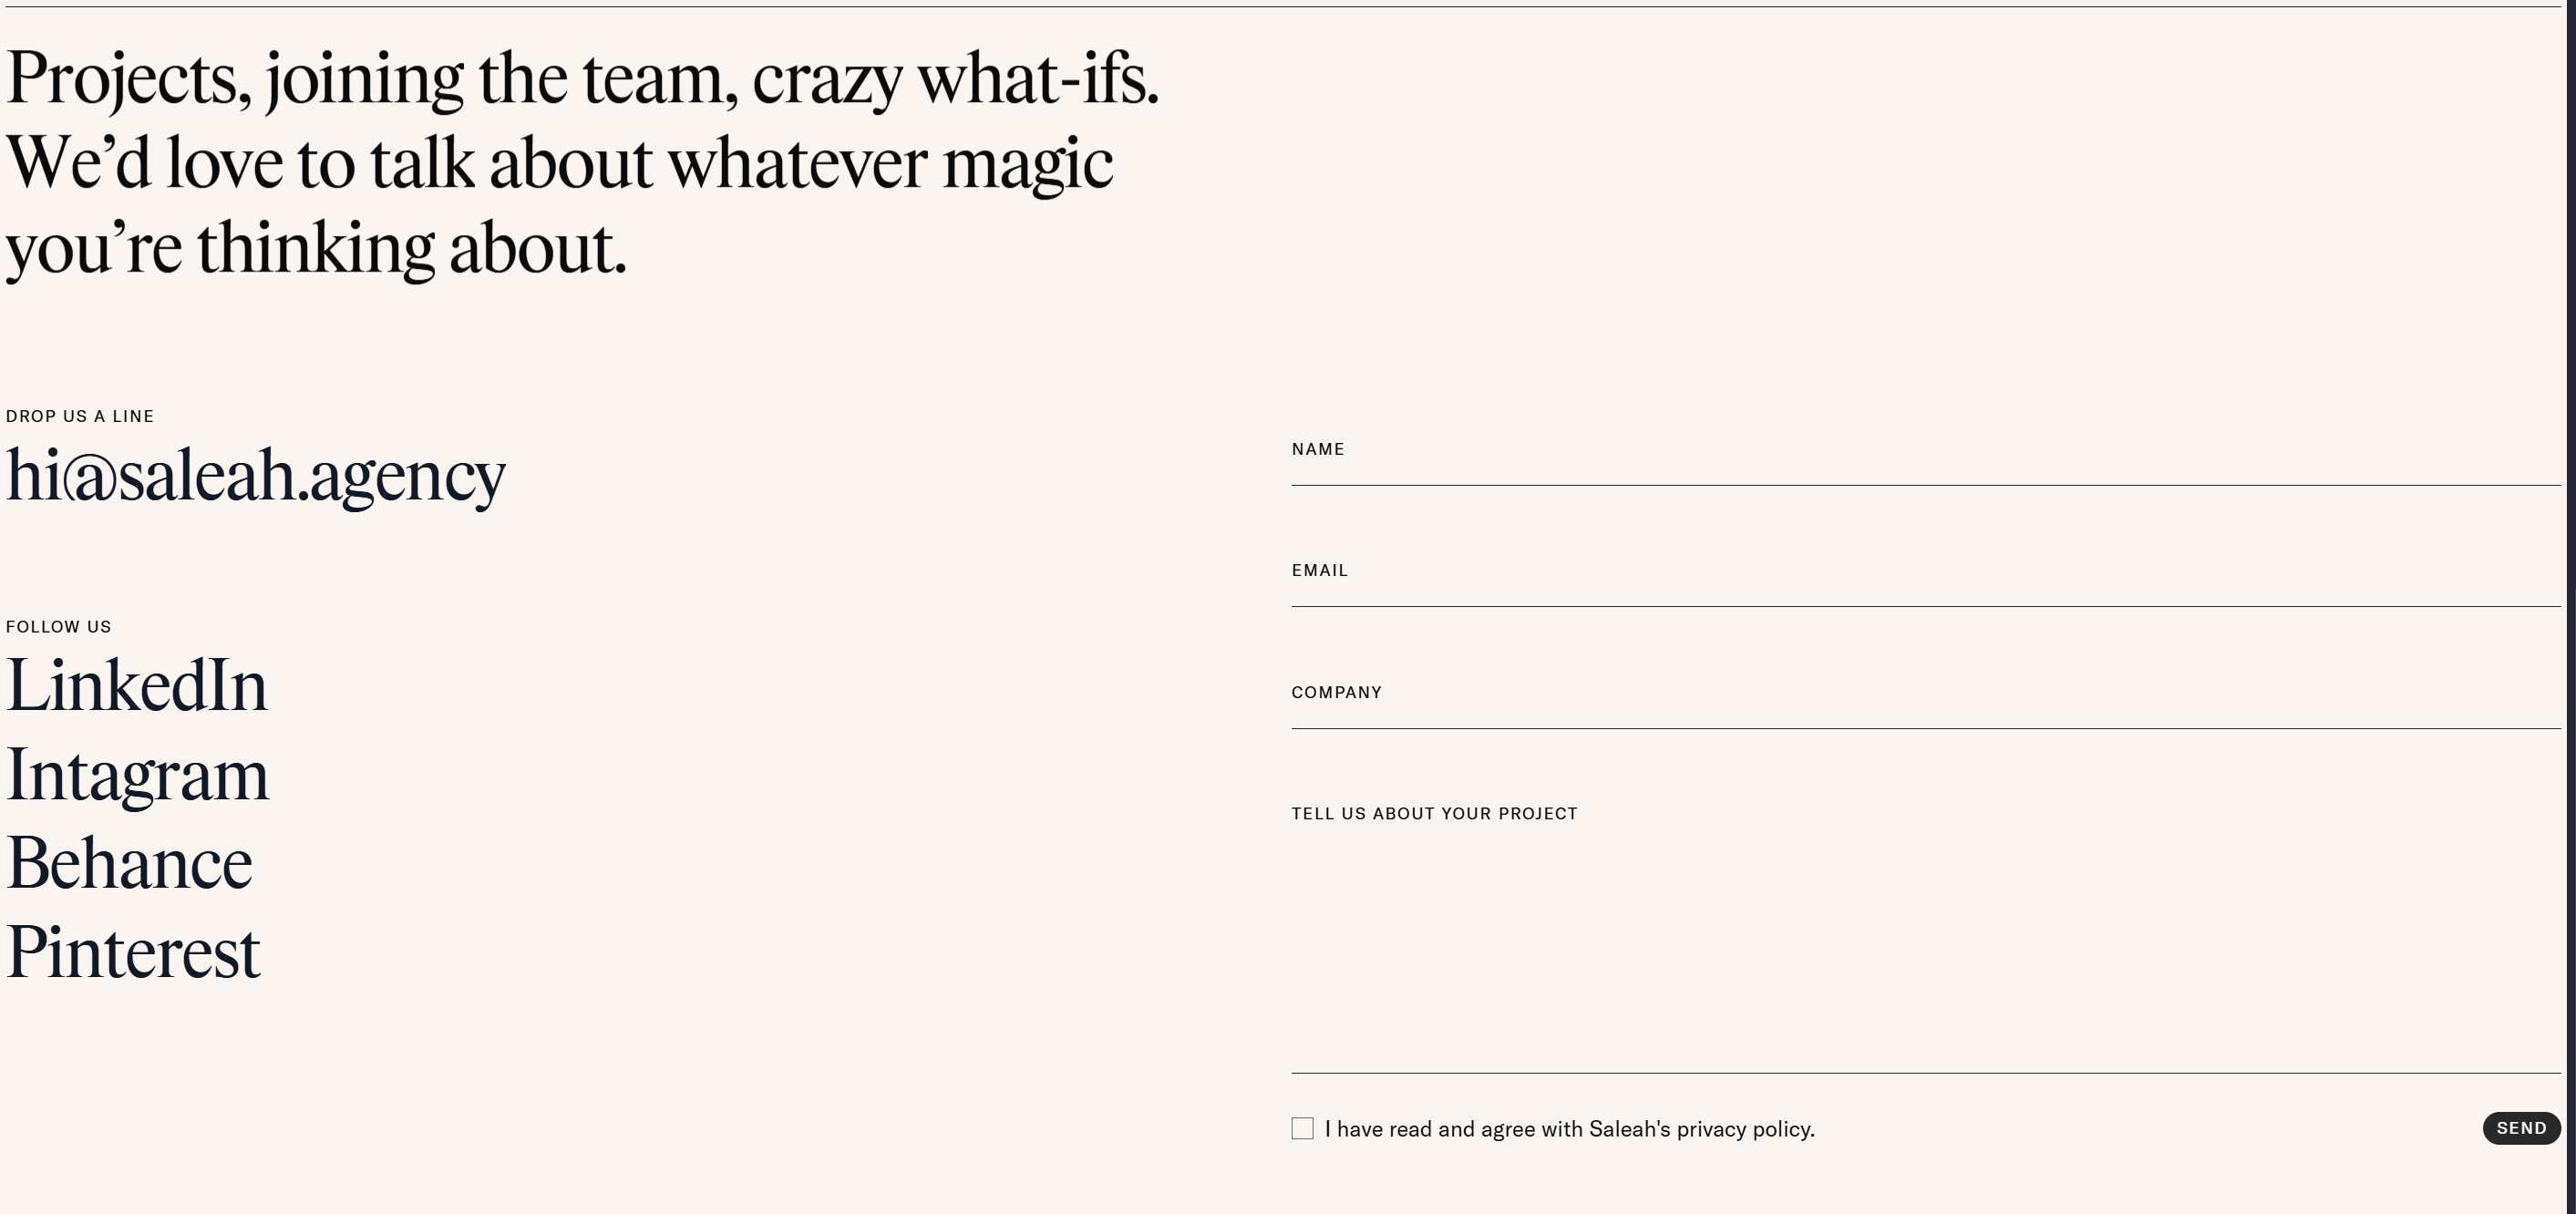 Projects, joining the team, crazy what-ifs.
We’d love to talk about whatever magic
you’re thinking about.
DROP US A LINE
hi@saleah.agency
FOLLOW US
LinkedIn
Intagram
Behance
Pinterest
NAME
EMAIL
COMPANY
TELL US ABOUT YOUR PROJECT
I have read and agree with Saleah's privacy policy.
SEND